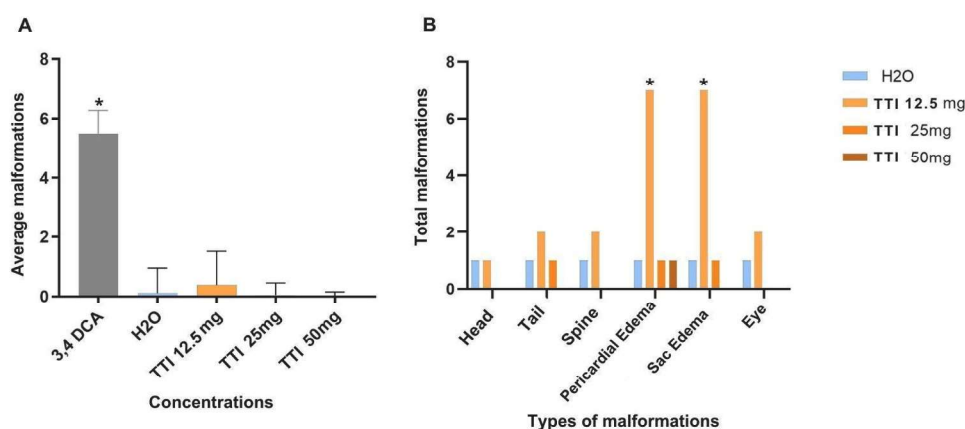 A
Average malformations
8
6
4
2
0
*
3,4 DCA
H2O
TTI 12.5 mg
TTI 25mg
TTI 50mg
Concentrations
B
Total malformations
8
6
4
2
0
*
*
Head
Tail
Spine
Pericardial Edema
Sac Edema
Eye
Types of malformations
H2O
TTI 12.5 mg
TTI 25mg
TTI 50mg